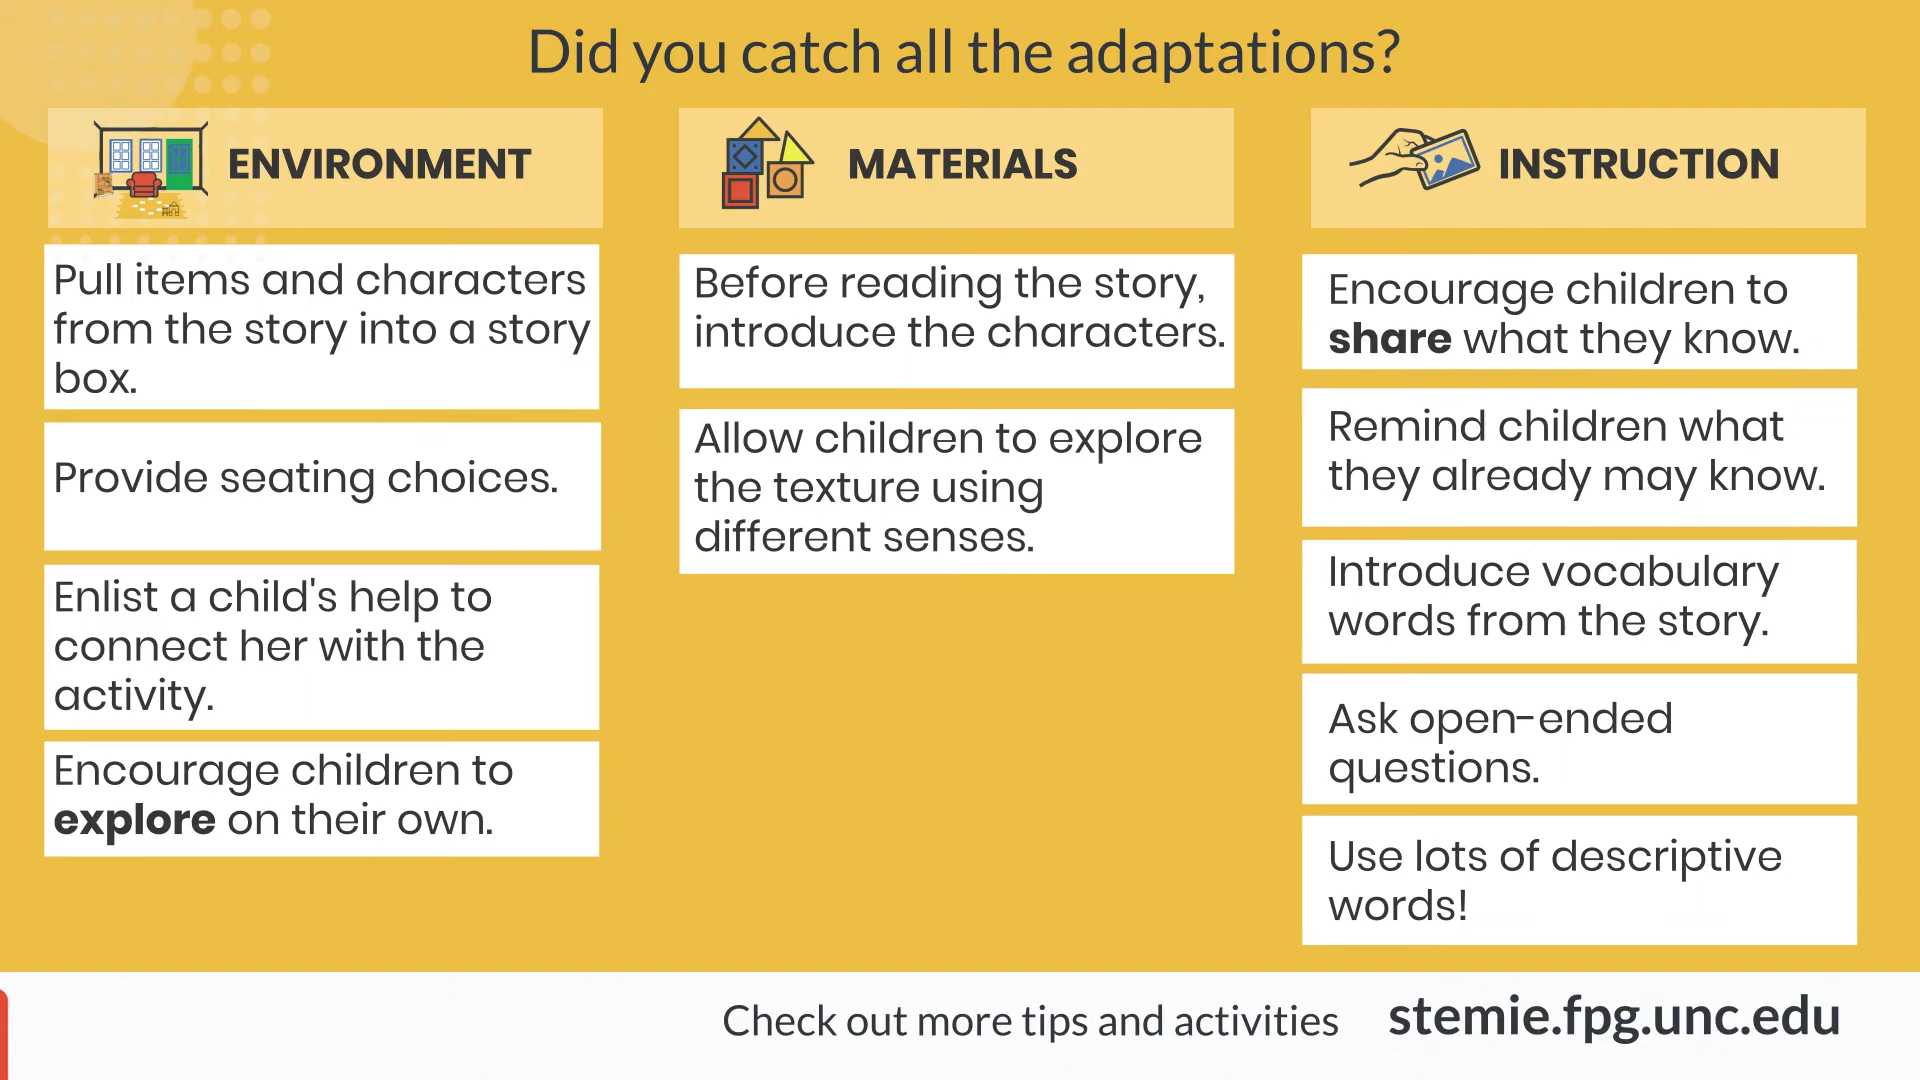 Did you catch all the adaptations?
ENVIRONMENT
Pull items and characters
from the story into a story
box.
Provide seating choices.
Enlist a child's help to
connect her with the
activity.
Encourage children to
explore on their own.
MATERIALS
Before reading the story,
introduce the characters.
Allow children to explore
the texture using
different senses.
INSTRUCTION
Encourage children to
share what they know.
Remind children what
they already may know.
Introduce vocabulary
words from the story.
Ask open-ended
questions.
Use lots of descriptive
words!
Check out more tips and activities stemie.fpg.unc.edu